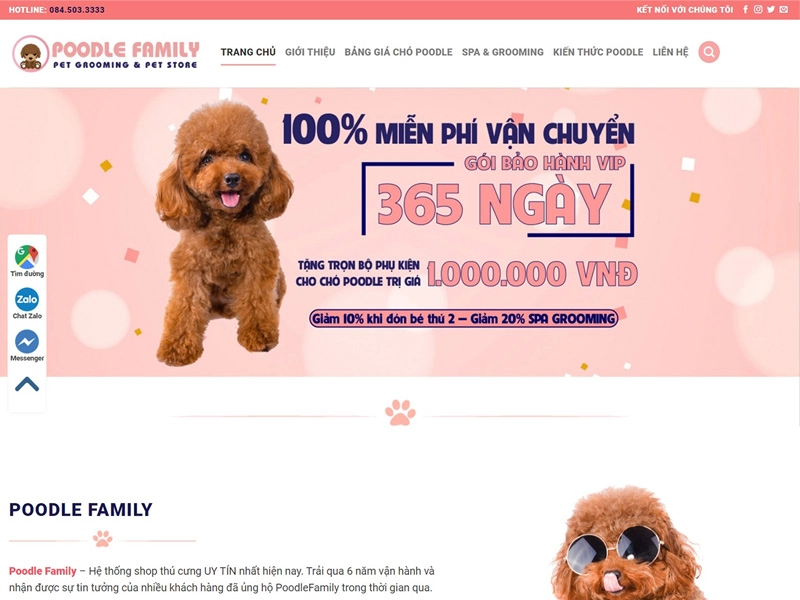 HOTLINE: 084.503.3333
KẾT NỐI VỚI CHÚNG TÔI
POODLE FAMILY
PET GROOMING & PET STORE
TRANG CHỦ GIỚI THIỆU BẢNG GIÁ CHÓ POODLE SPA & GROOMING KIẾN THỨC POODLE LIÊN HỆ
100% MIỄN PHÍ VẬN CHUYỂN
GÓI BẢO HÀNH VIP
365 NGÀY
TẶNG TRỌN BỘ PHỤ KIỆN
CHO CHÓ POODLE TRỊ GIÁ
1.000.000 VNĐ
Giảm 10% khi đón bé thứ 2 – Giảm 20% SPA GROOMING
G
Tìm đường
Zalo
Chat Zalo
Messenger
POODLE FAMILY
Poodle Family – Hệ thống shop thú cưng UY TÍN nhất hiện nay. Trải qua 6 năm vận hành và
nhận được sự tin tưởng của nhiều khách hàng đã ủng hộ PoodleFamily trong thời gian qua.